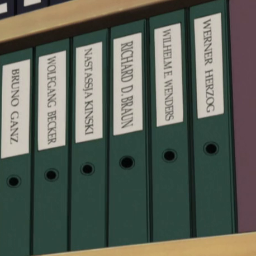 BRUNO GANZ
WOLFGANG BECKER
NASTASSJA KINSKI
RICHARD D. BRAUN
WILHELM E. WENDERS
WERNER HERZOG